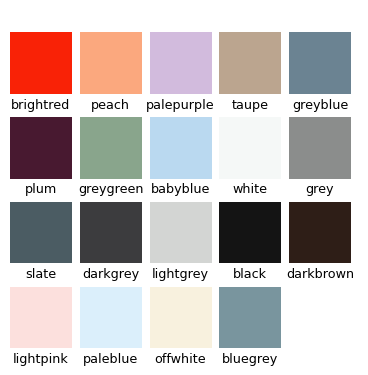 brightred peach palepurple taupe greyblue
plum greygreen babyblue white grey
slate darkgrey lightgrey black darkbrown
lightpink paleblue offwhite bluegrey